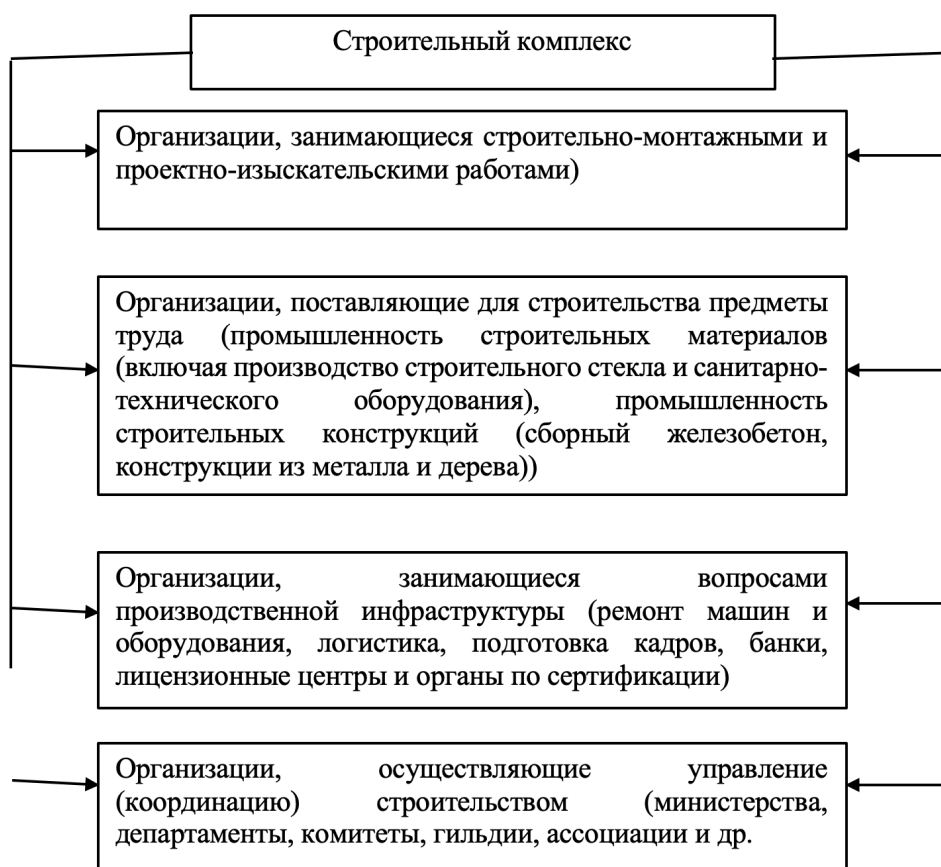 Строительный комплекс
Организации, занимающиеся строительно-монтажными и
проектно-изыскательскими работами)
Организации, поставляющие для строительства предметы
труда (промышленность строительных материалов
(включая производство строительного стекла и санитарно-
технического оборудования), промышленность
строительных конструкций (сборный железобетон,
конструкции из металла и дерева))
Организации, занимающиеся вопросами
производственной инфраструктуры (ремонт машин и
оборудования, логистика, подготовка кадров, банки,
лицензионные центры и органы по сертификации)
Организации, осуществляющие управление
(координацию) строительством (министерства,
департаменты, комитеты, гильдии, ассоциации и др.